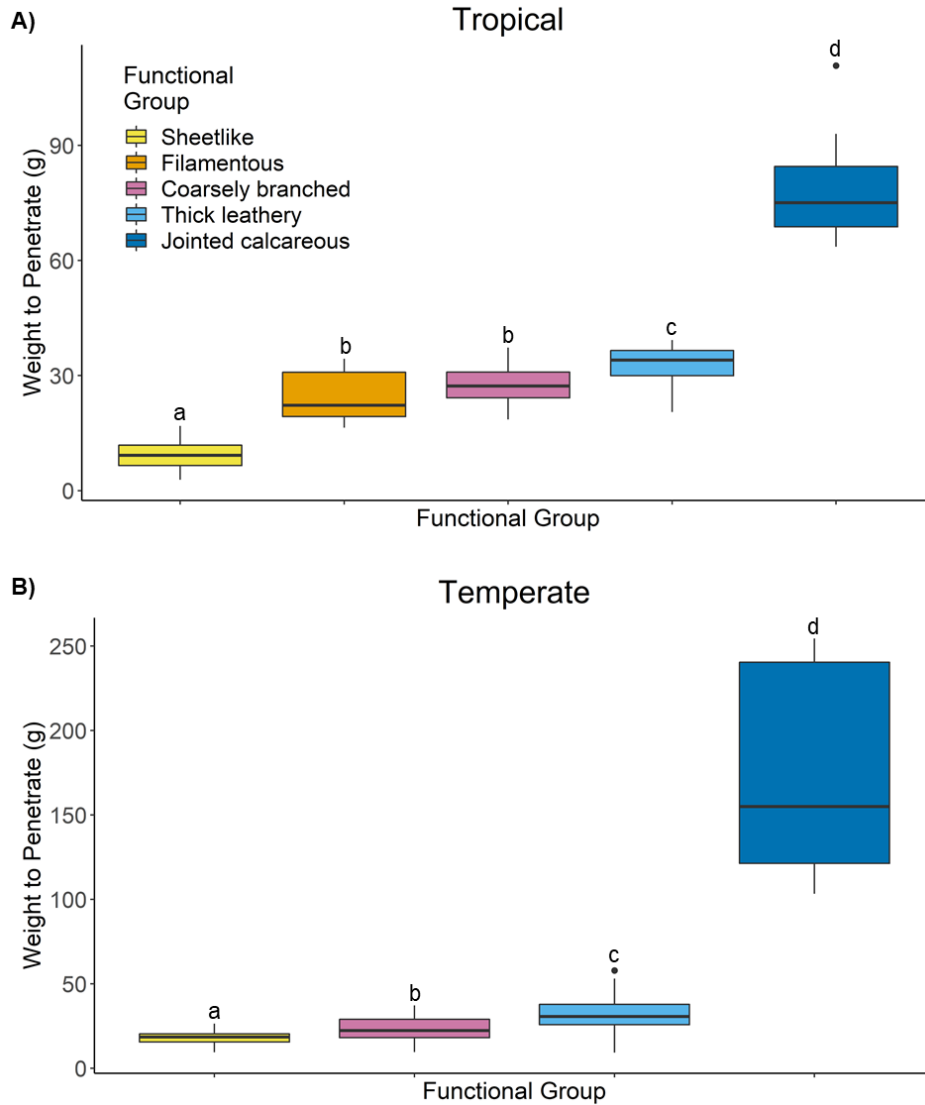 A)
Tropical
Functional
Group
Sheetlike
Filamentous
Coarsely branched
Thick leathery
Jointed calcareous
Weight to Penetrate (g)
90
60
30
0
a
b
b
c
d
Functional Group
B)
Temperate
Weight to Penetrate (g)
250
200
150
100
50
0
a
b
c
d
Functional Group